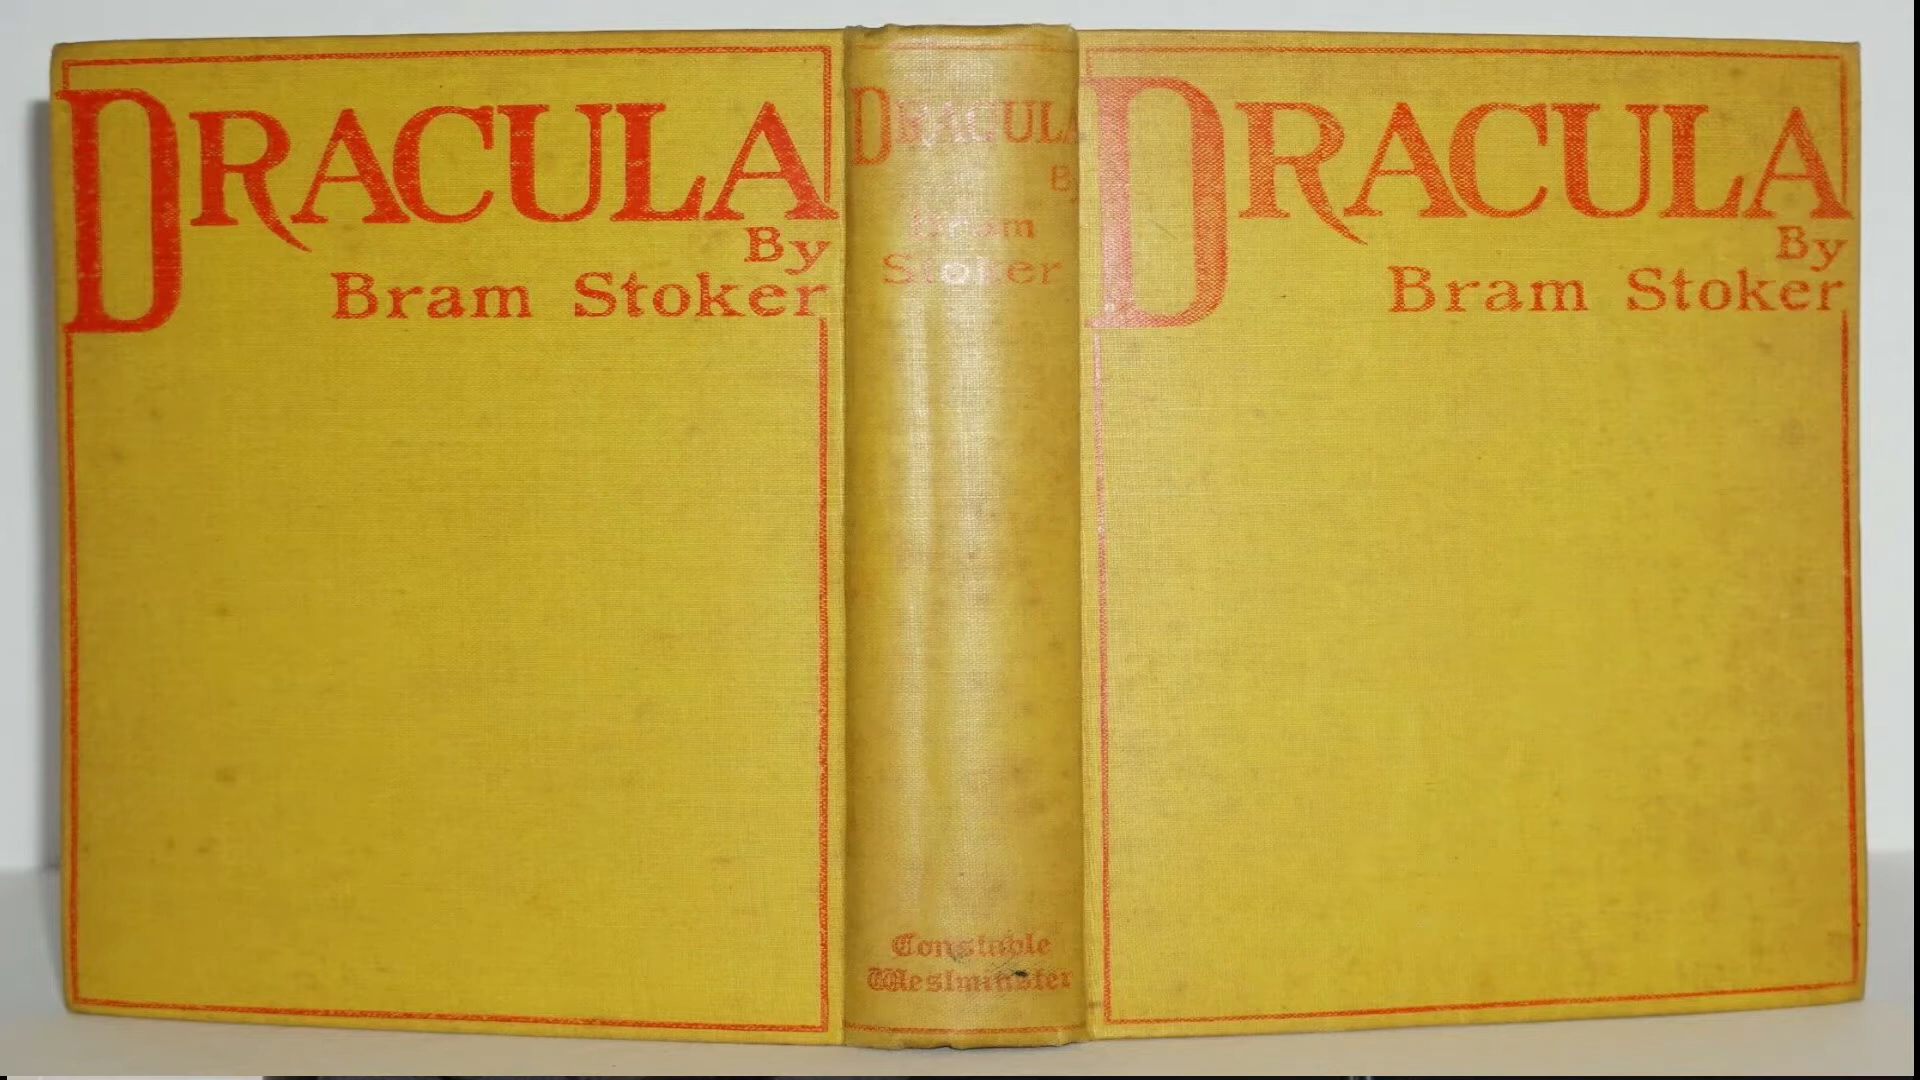 DRACULA
By
Bram Stoker
DRACULA
By
Bram
Stoker
Constable
Westminster
DRACULA
By
Bram Stoker